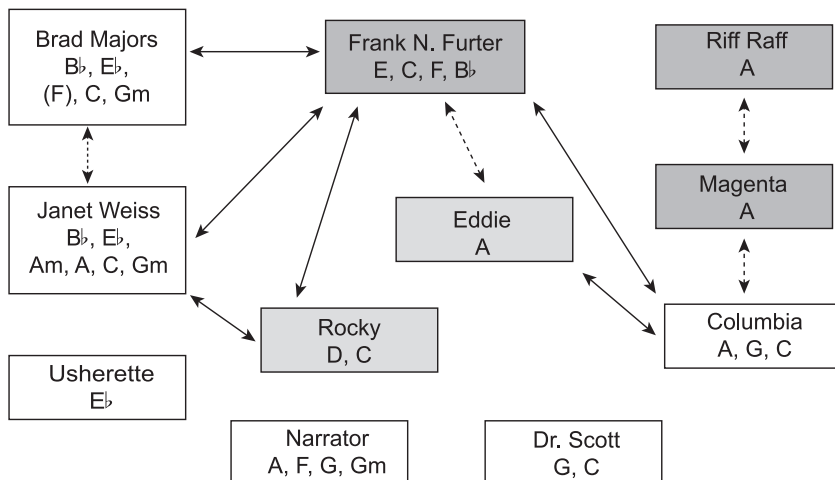 Brad Majors
B♭, E♭,
(F), C, Gm
Frank N. Furter
E, C, F, B♭
Riff Raff
A
Magenta
A
Janet Weiss
B♭, E♭,
Am, A, C, Gm
Eddie
A
Rocky
D, C
Columbia
A, G, C
Usherette
E♭
Narrator
A, F, G, Gm
Dr. Scott
G, C